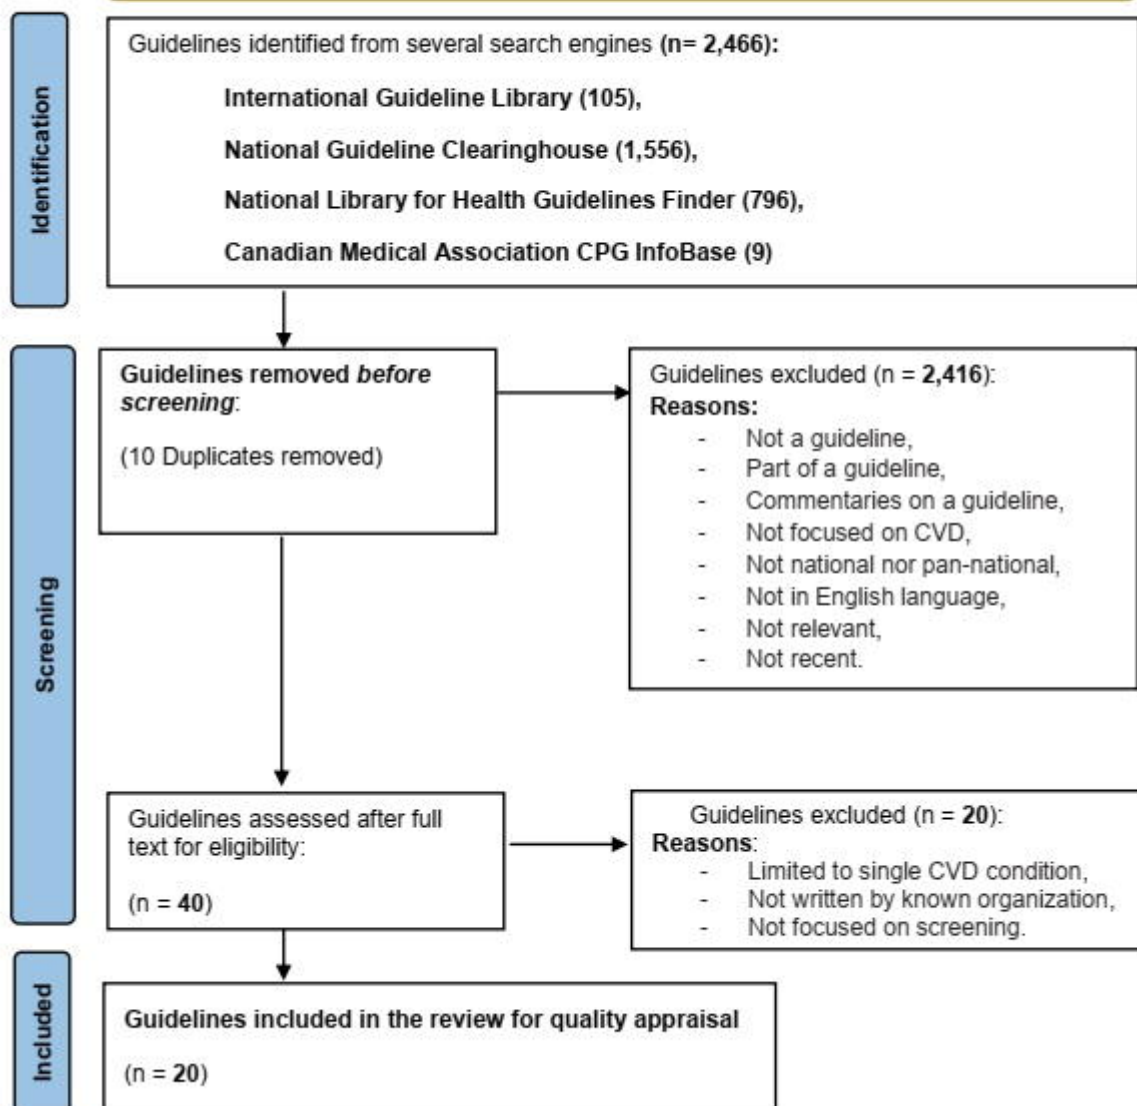 Identification
Guidelines identified from several search engines (n= 2,466):
International Guideline Library (105),
National Guideline Clearinghouse (1,556),
National Library for Health Guidelines Finder (796),
Canadian Medical Association CPG InfoBase (9)
Screening
Guidelines removed before
screening:
(10 Duplicates removed)
Guidelines excluded (n = 2,416):
Reasons:
- Not a guideline,
- Part of a guideline,
- Commentaries on a guideline,
- Not focused on CVD,
- Not national nor pan-national,
- Not in English language,
- Not relevant,
- Not recent.
Guidelines assessed after full
text for eligibility:
(n = 40)
Guidelines excluded (n = 20):
Reasons:
- Limited to single CVD condition,
- Not written by known organization,
- Not focused on screening.
Included
Guidelines included in the review for quality appraisal
(n = 20)